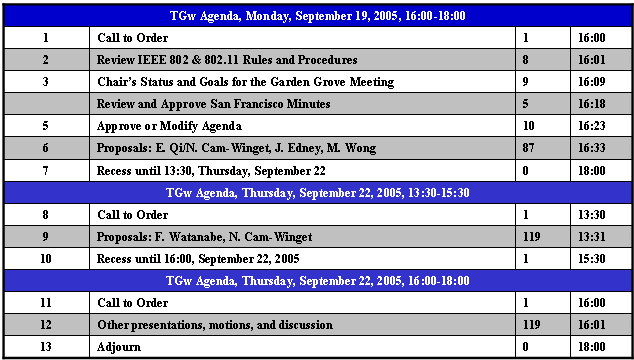 TGw Agenda, Monday, September 19, 2005, 16:00-18:00
1 Call to Order 1 16:00
2 Review IEEE 802 & 802.11 Rules and Procedures 8 16:01
3 Chair's Status and Goals for the Garden Grove Meeting 9 16:09
Review and Approve San Francisco Minutes 5 16:18
5 Approve or Modify Agenda 10 16:23
6 Proposals: E. Qi/N. Cam-Winget, J. Edney, M. Wong 87 16:33
7 Recess until 13:30, Thursday, September 22 0 18:00
TGw Agenda, Thursday, September 22, 2005, 13:30-15:30
8 Call to Order 1 13:30
9 Proposals: F. Watanabe, N. Cam-Winget 119 13:31
10 Recess until 16:00, September 22, 2005 1 15:30
TGw Agenda, Thursday, September 22, 2005, 16:00-18:00
11 Call to Order 1 16:00
12 Other presentations, motions, and discussion 119 16:01
13 Adjourn 0 18:00